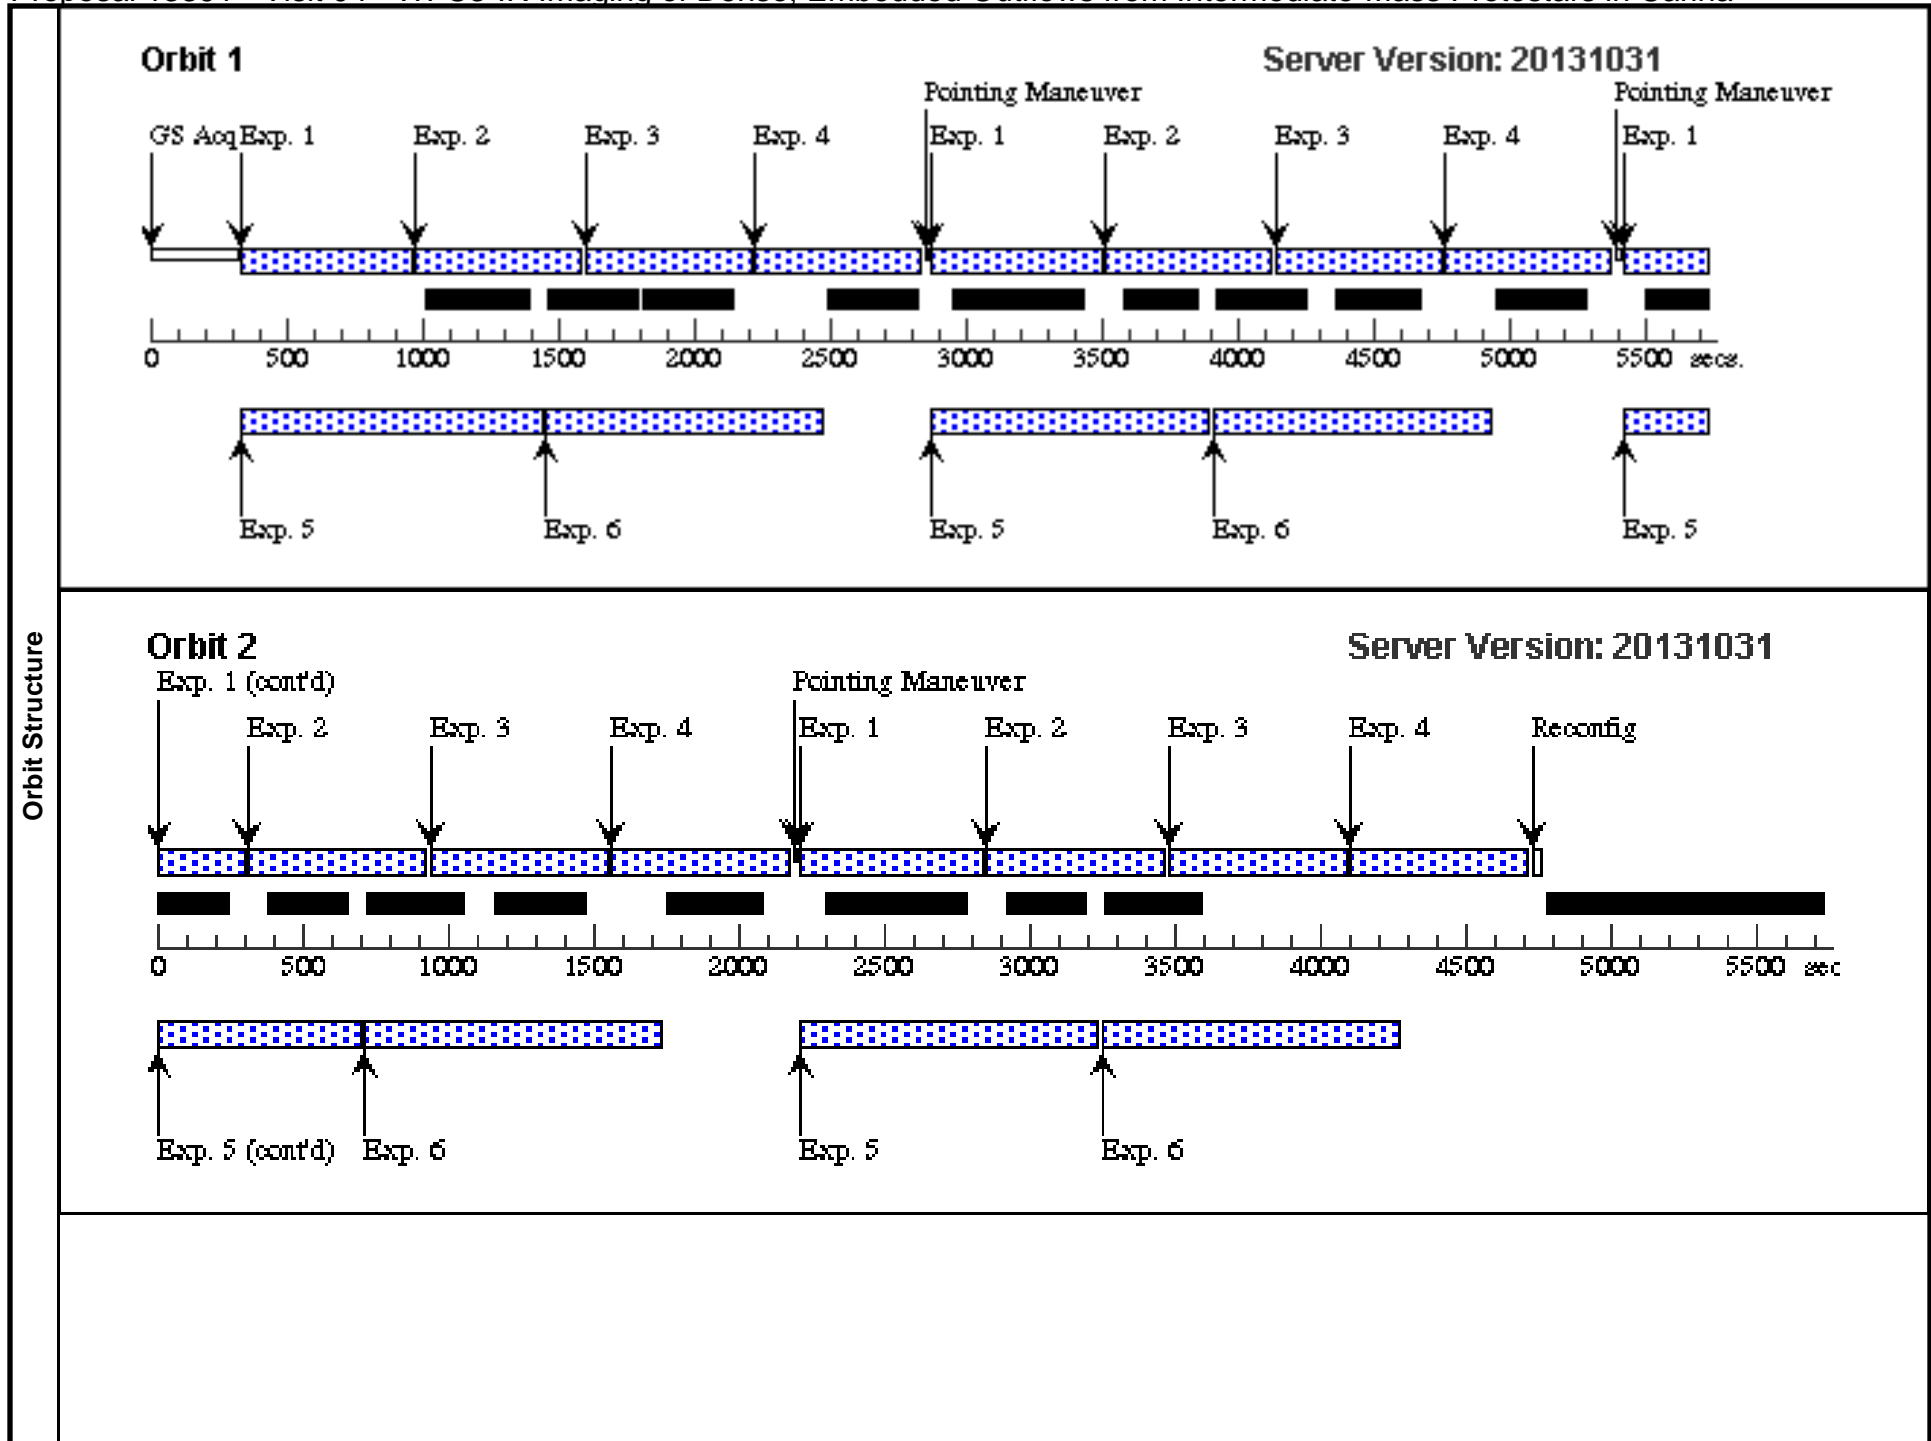 Orbit 1
Server Version: 20131031
Pointing Maneuver Pointing Maneuver
GS Acq Exp. 1 Exp. 2 Exp. 3 Exp. 4 Exp. 1 Exp. 2 Exp. 3 Exp. 4 Exp. 1
0 500 1000 1500 2000 2500 3000 3500 4000 4500 5000 5500 secs.
Exp. 5 Exp. 6 Exp. 5 Exp. 6 Exp. 5
Orbit Structure
Orbit 2
Server Version: 20131031
Exp. 1 (cont'd) Pointing Maneuver
Exp. 2 Exp. 3 Exp. 4 Exp. 1 Exp. 2 Exp. 3 Exp. 4 Reconfig
0 500 1000 1500 2000 2500 3000 3500 4000 4500 5000 5500 sec
Exp. 5 (cont'd) Exp. 6 Exp. 5 Exp. 6